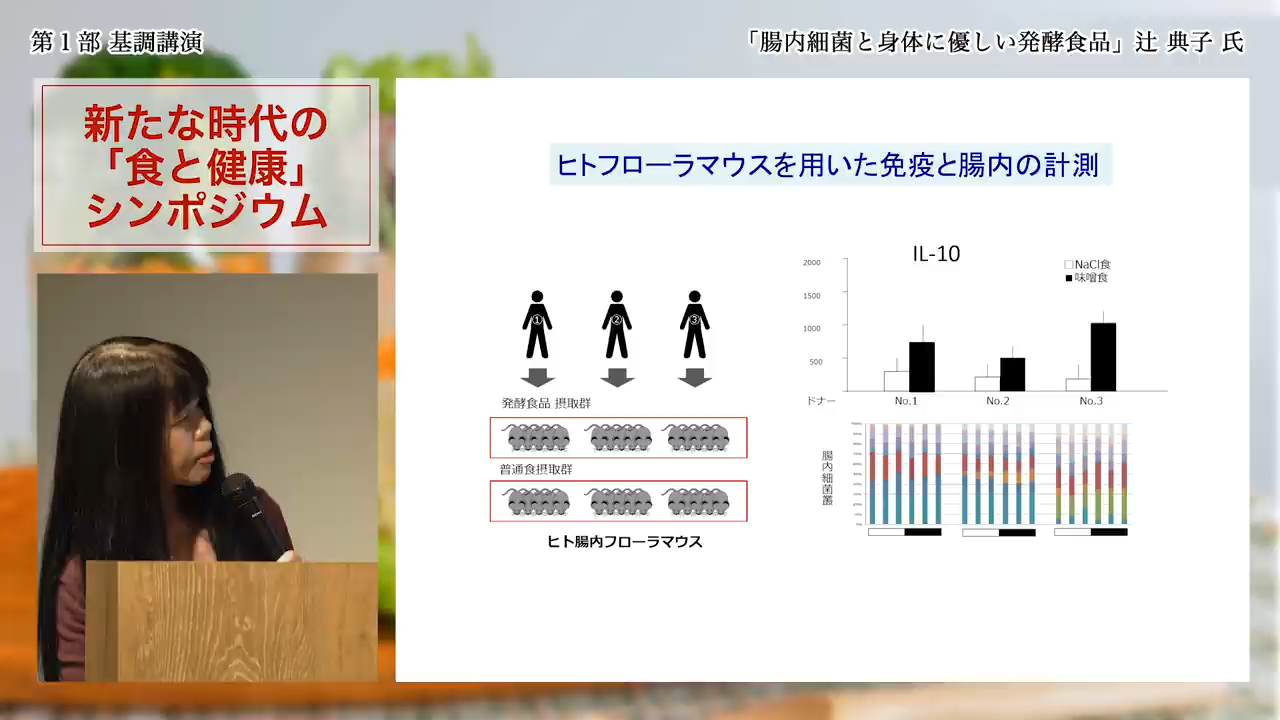 第1部 基調講演
「腸内細菌と身体に優しい発酵食品」辻 典子 氏
新たな時代の
「食と健康」
シンポジウム
ヒトフローラマウスを用いた免疫と腸内の計測
① ② ③
発酵食品 摂取群
普通食摂取群
ヒト腸内フローラマウス
IL-10
NaCl食
味噌食
2000
1500
1000
500
ドナー No.1 No.2 No.3
腸内細菌叢